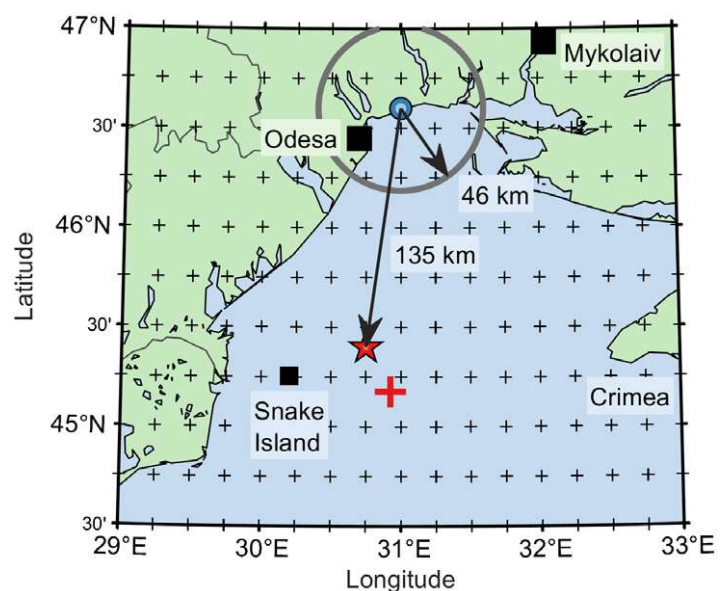 47°N
Mykolaiv
30'
Odesa
46 km
46°N
135 km
Latitude
30'
Snake
Island
Crimea
45°N
30'
29°E
30°E
31°E
32°E
33°E
Longitude